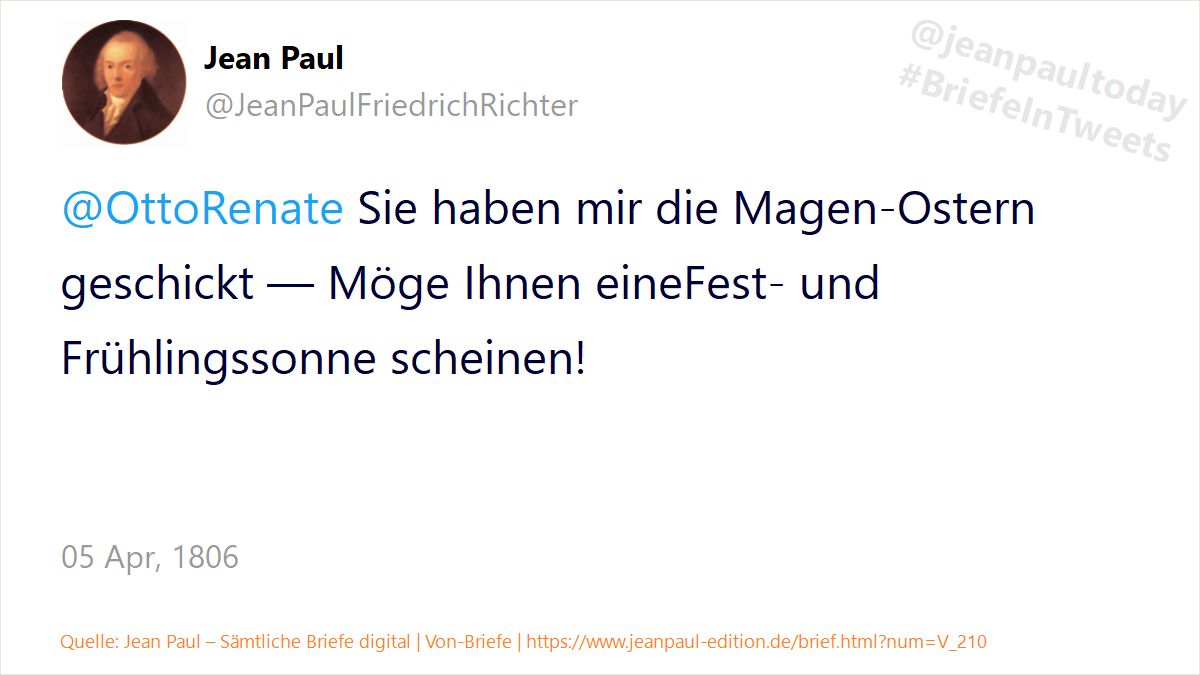 Jean Paul
@JeanPaulFriedrichRichter
@jeanpaultoday
#BriefeInTweets
@OttoRenate Sie haben mir die Magen-Ostern
geschickt — Möge Ihnen eineFest- und
Frühlingssonne scheinen!
05 Apr, 1806
Quelle: Jean Paul – Sämtliche Briefe digital | Von-Briefe | https://www.jeanpaul-edition.de/brief.html?num=V_210